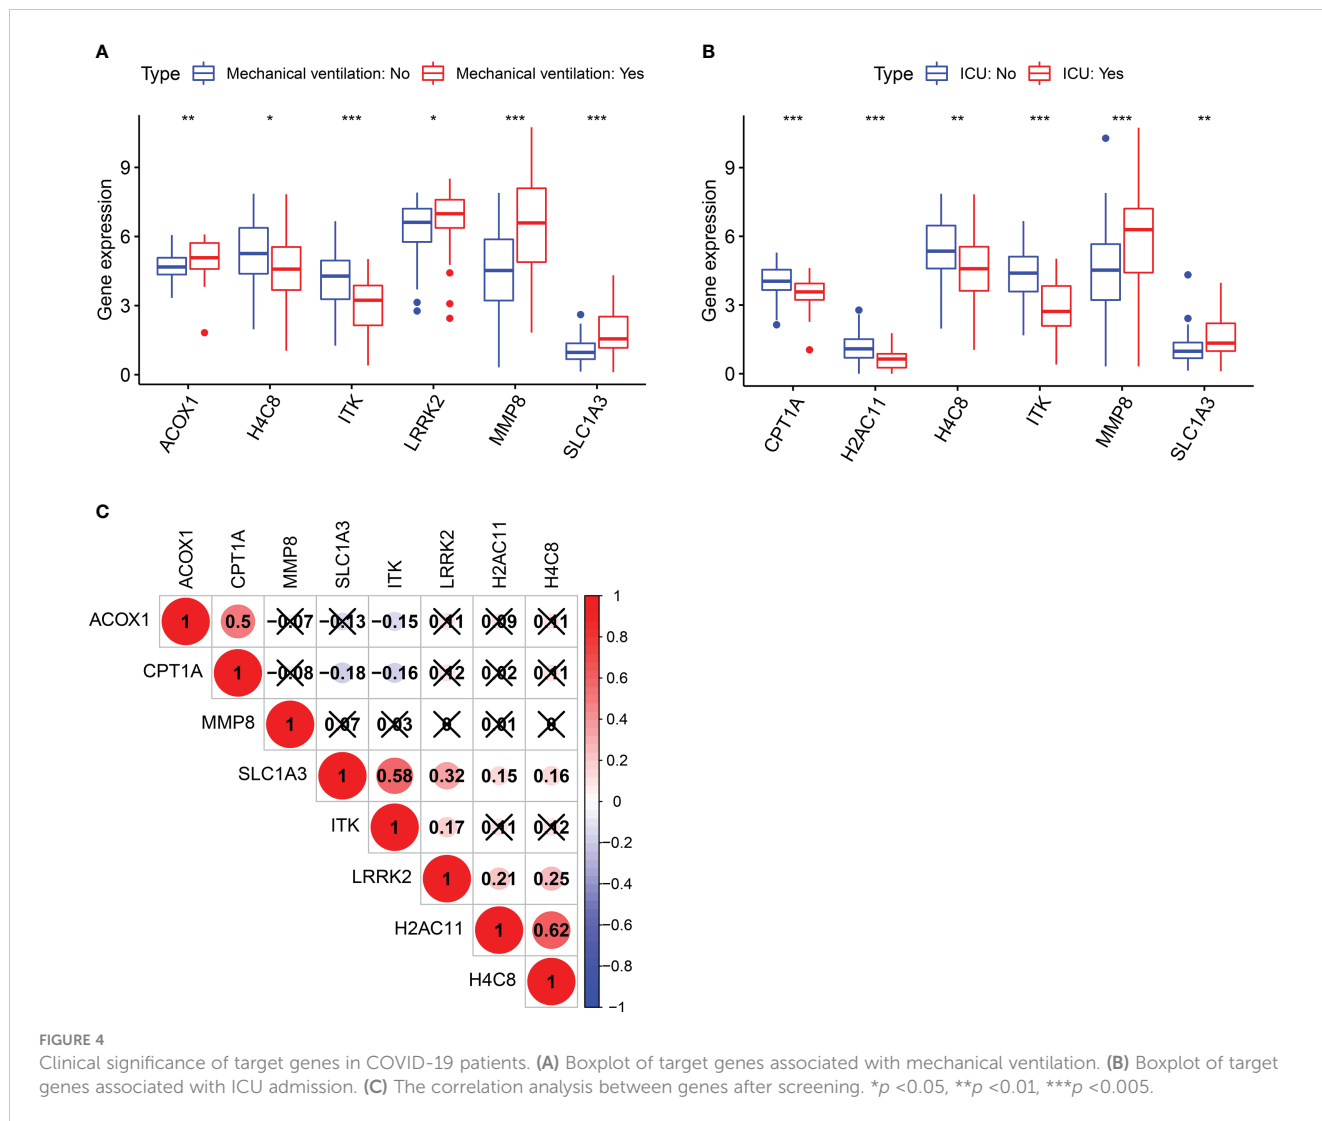 A
Type Mechanical ventilation: No Mechanical ventilation: Yes
** * *** * *** ***
Gene expression
9
6
3
0
ACOX1 H4C8 ITK LRRK2 MMP8 SLC1A3
B
Type ICU: No ICU: Yes
*** *** ** *** *** **
Gene expression
9
6
3
0
CPT1A H2AC11 H4C8 ITK MMP8 SLC1A3
C
ACOX1 CPT1A MMP8 SLC1A3 ITK LRRK2 H2AC11 H4C8
ACOX1 1 0.5 −0.07 −0.13 −0.15 0.11 0.09 0.11
CPT1A 1 −0.08 −0.18 −0.16 0.12 0.02 0.11
MMP8 1 0.07 0.03 0 0.01 0
SLC1A3 1 0.58 0.32 0.15 0.16
ITK 1 0.17 0.11 0.12
LRRK2 1 0.21 0.25
H2AC11 1 0.62
H4C8 1
1
0.8
0.6
0.4
0.2
0
−0.2
−0.4
−0.6
−0.8
−1
FIGURE 4
Clinical significance of target genes in COVID-19 patients. (A) Boxplot of target genes associated with mechanical ventilation. (B) Boxplot of target
genes associated with ICU admission. (C) The correlation analysis between genes after screening. *p <0.05, **p <0.01, ***p <0.005.